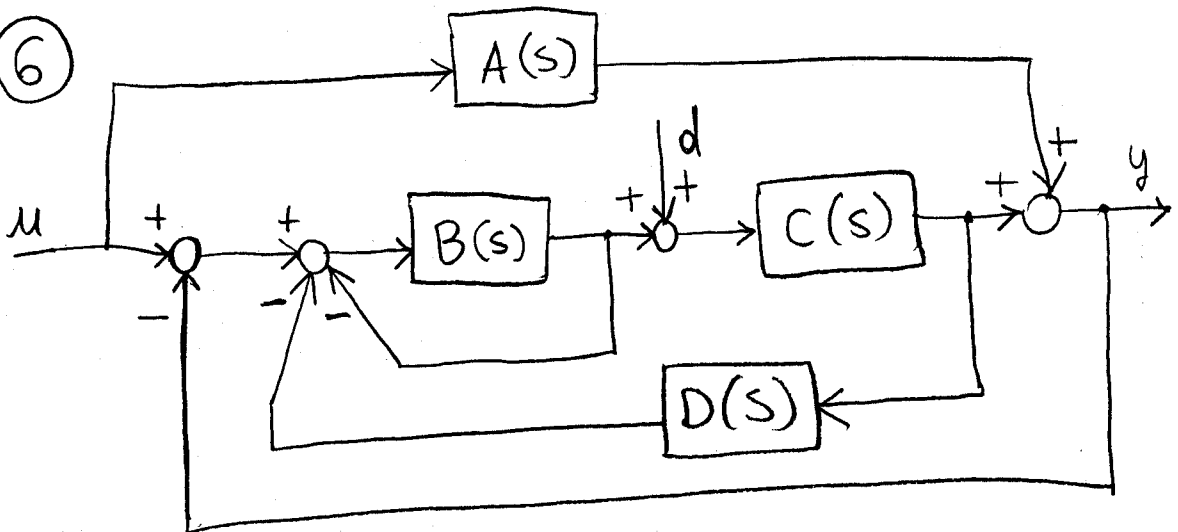 6
A(s)
d
+
+
+
+
y
u
+
+
B(s)
C(s)
-
-
-
D(s)